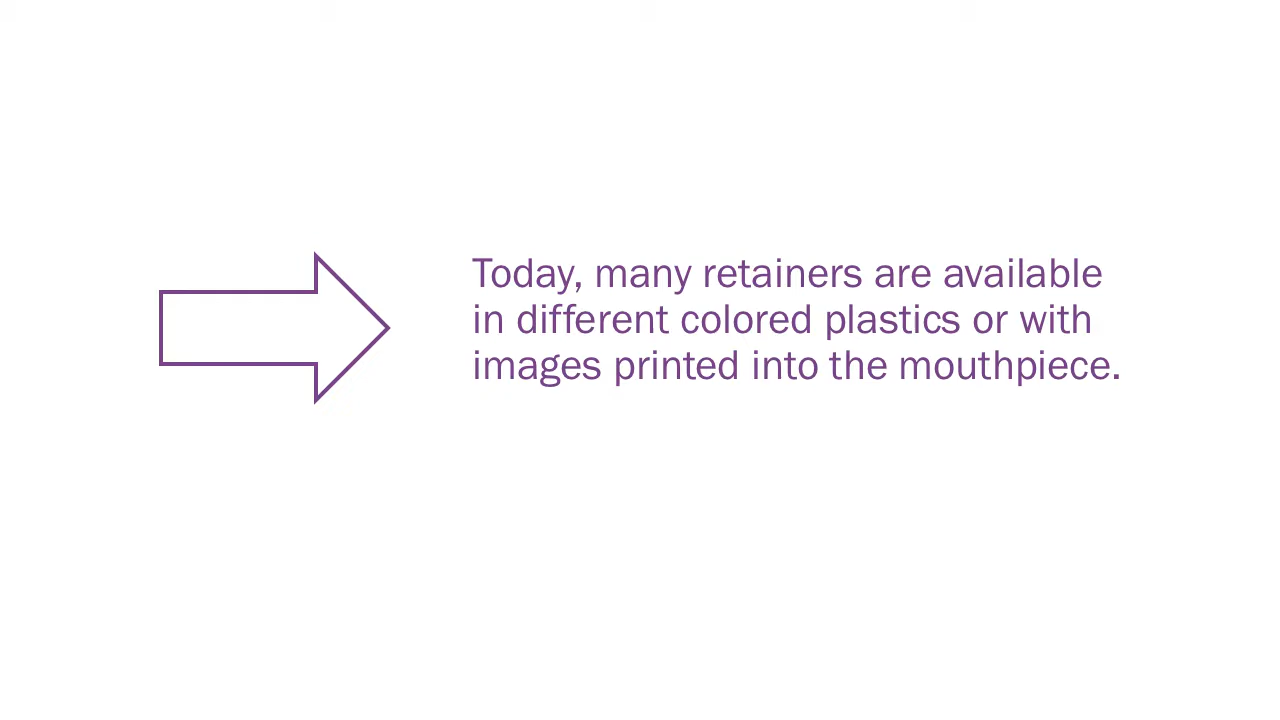 Today, many retainers are available
in different colored plastics or with
images printed into the mouthpiece.